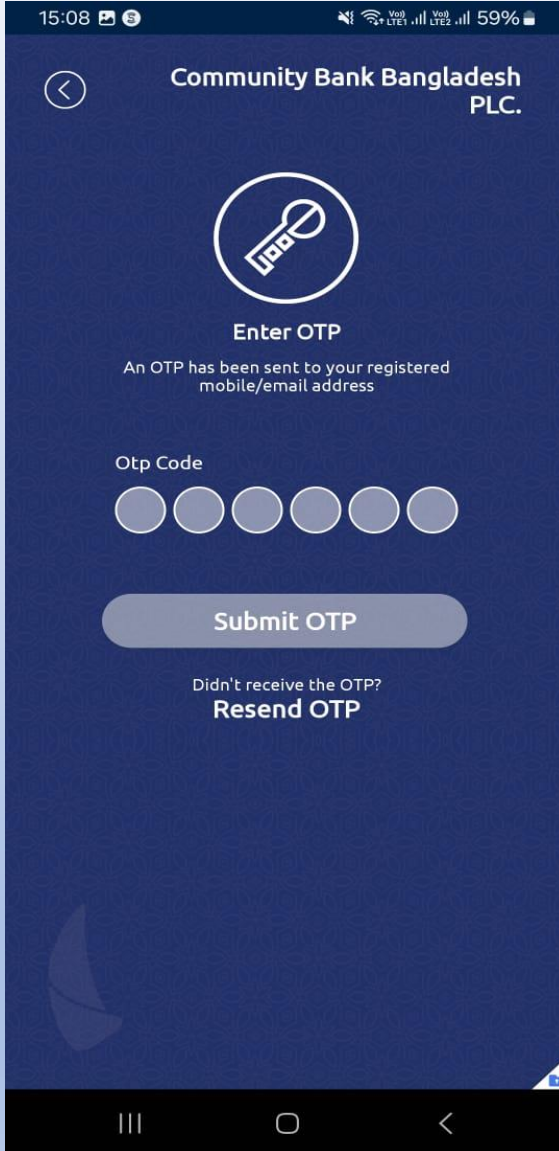 15:08 59%
Community Bank Bangladesh
PLC.
Enter OTP
An OTP has been sent to your registered
mobile/email address
Otp Code
Submit OTP
Didn't receive the OTP?
Resend OTP